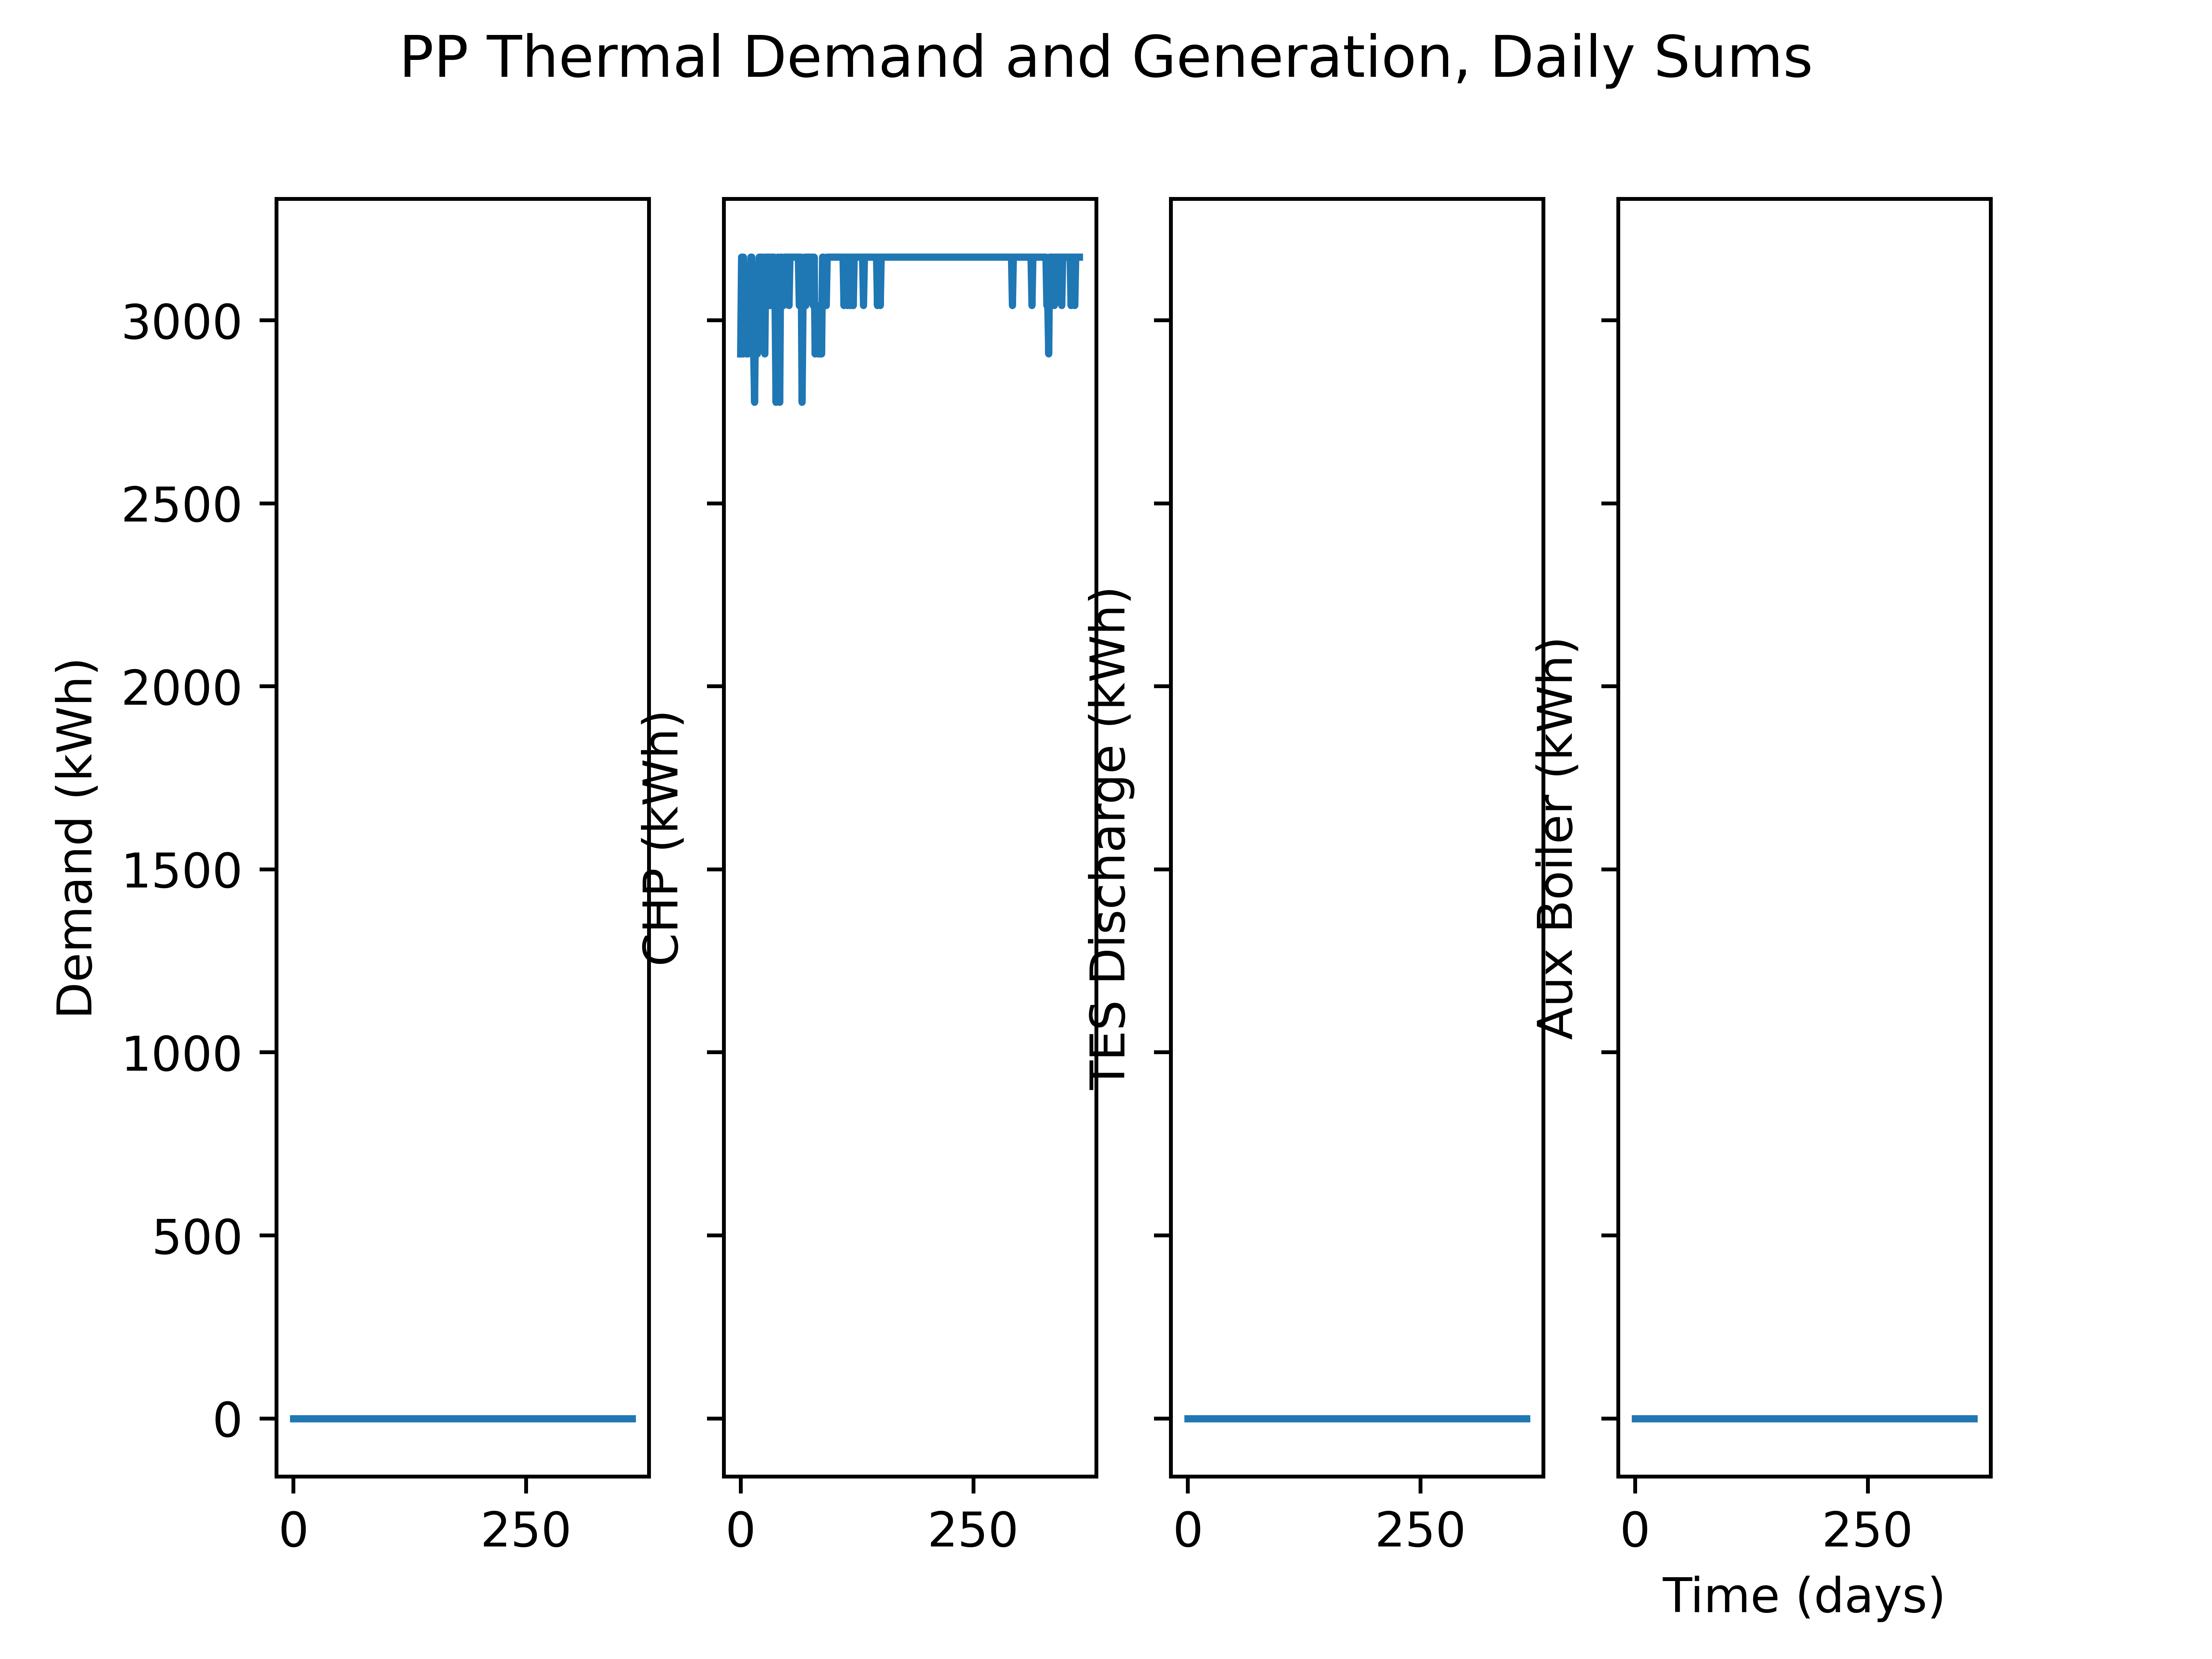 PP Thermal Demand and Generation, Daily Sums
Demand (kWh)
3000
2500
2000
1500
1000
500
0
0 250
CHP (kWh)
0 250
TES Discharge (kWh)
0 250
Aux Boiler (kWh)
0 250
Time (days)